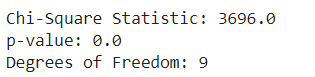 Chi-Square Statistic: 3696.0
p-value: 0.0
Degrees of Freedom: 9